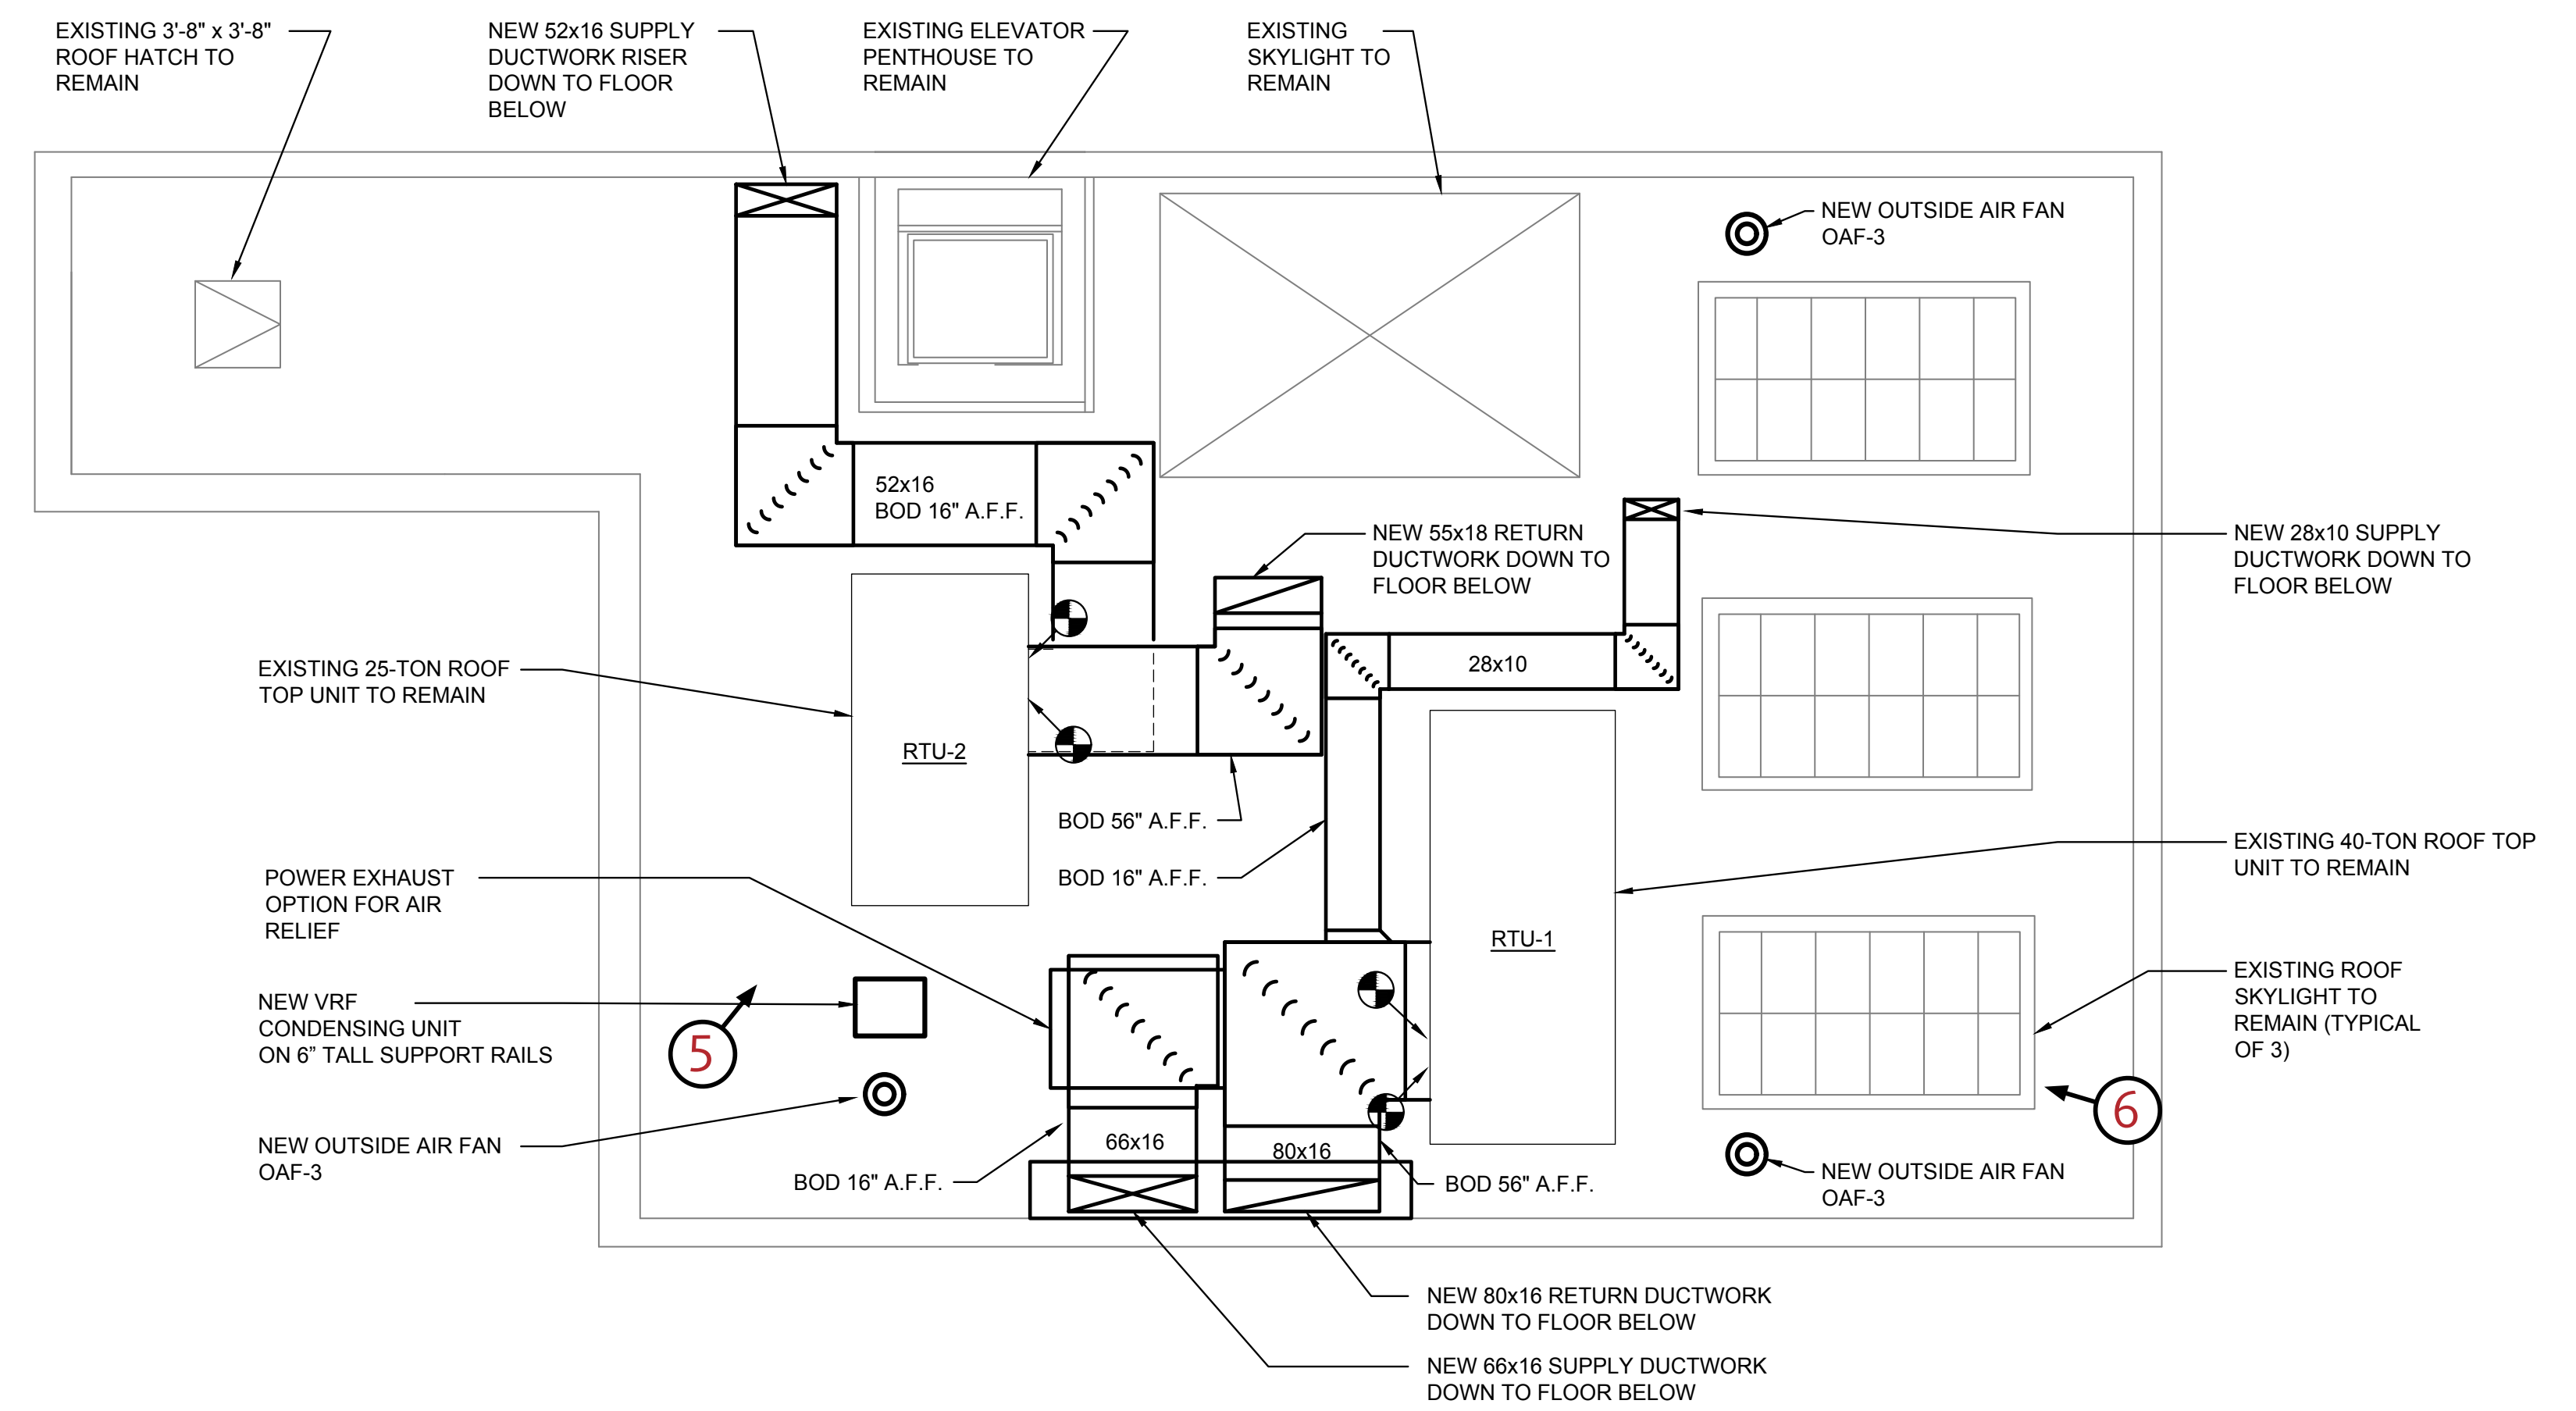 EXISTING 3'-8" x 3'-8"
ROOF HATCH TO
REMAIN
NEW 52x16 SUPPLY
DUCTWORK RISER
DOWN TO FLOOR
BELOW
EXISTING ELEVATOR
PENTHOUSE TO
REMAIN
EXISTING
SKYLIGHT TO
REMAIN
NEW OUTSIDE AIR FAN
OAF-3
52x16
BOD 16" A.F.F.
NEW 55x18 RETURN
DUCTWORK DOWN TO
FLOOR BELOW
NEW 28x10 SUPPLY
DUCTWORK DOWN TO
FLOOR BELOW
28x10
EXISTING 25-TON ROOF
TOP UNIT TO REMAIN
RTU-2
BOD 56" A.F.F.
BOD 16" A.F.F.
EXISTING 40-TON ROOF TOP
UNIT TO REMAIN
POWER EXHAUST
OPTION FOR AIR
RELIEF
RTU-1
EXISTING ROOF
SKYLIGHT TO
REMAIN (TYPICAL
OF 3)
NEW VRF
CONDENSING UNIT
ON 6” TALL SUPPORT RAILS
5
6
NEW OUTSIDE AIR FAN
OAF-3
66x16
80x16
BOD 16" A.F.F.
BOD 56" A.F.F.
NEW OUTSIDE AIR FAN
OAF-3
NEW 80x16 RETURN DUCTWORK
DOWN TO FLOOR BELOW
NEW 66x16 SUPPLY DUCTWORK
DOWN TO FLOOR BELOW